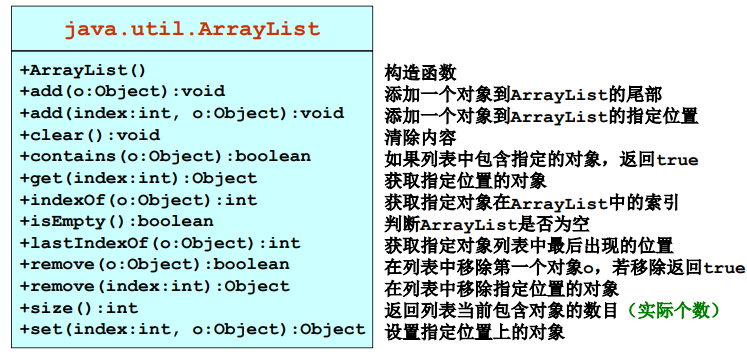 java.util.ArrayList
+ArrayList() 构造函数
+add(o:Object):void 添加一个对象到ArrayList的尾部
+add(index:int, o:Object):void 添加一个对象到ArrayList的指定位置
+clear():void 清除内容
+contains(o:Object):boolean 如果列表中包含指定的对象，返回true
+get(index:int):Object 获取指定位置的对象
+indexOf(o:Object):int 获取指定对象在ArrayList中的索引
+isEmpty():boolean 判断ArrayList是否为空
+lastIndexOf(o:Object):int 获取指定对象列表中最后出现的位置
+remove(o:Object):boolean 在列表中移除第一个对象o，若移除返回true
+remove(index:int):Object 在列表中移除指定位置的对象
+size():int 返回列表当前包含对象的数目（实际个数）
+set(index:int, o:Object):Object 设置指定位置上的对象